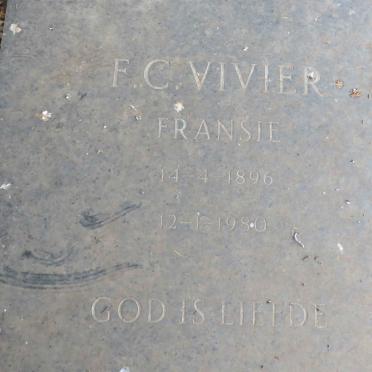 F.C. VIVIER
FRANSIE
14-4-1896
12-1-1980
GOD IS LIEFDE